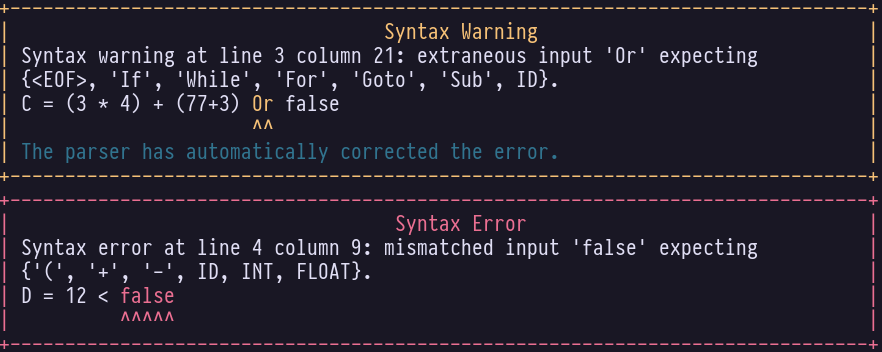 Syntax Warning
Syntax warning at line 3 column 21: extraneous input 'Or' expecting
{<EOF>, 'If', 'While', 'For', 'Goto', 'Sub', ID}.
C = (3 * 4) + (77+3) Or false
^^
The parser has automatically corrected the error.
Syntax Error
Syntax error at line 4 column 9: mismatched input 'false' expecting
{'(', '+', '-', ID, INT, FLOAT}.
D = 12 < false
^^^^^